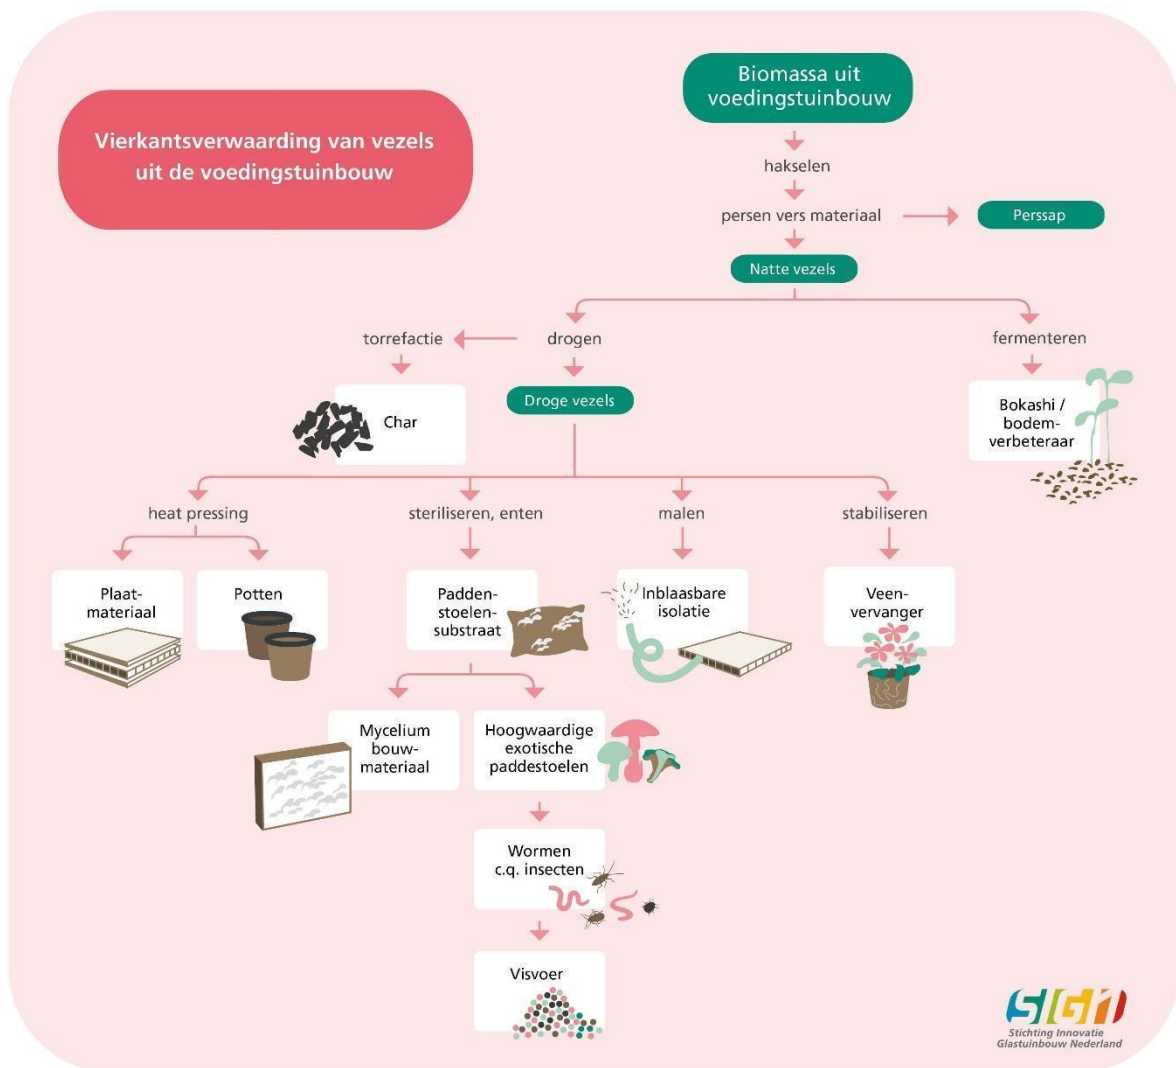 Biomassa uit
voedingstuinbouw
Vierkantsverwaarding van vezels
uit de voedingstuinbouw
hakselen
persen vers materiaal
Perssap
Natte vezels
torrefactie
drogen
fermenteren
Char
Droge vezels
Bokashi /
bodem-
verbeteraar
heat pressing
steriliseren, enten
malen
stabiliseren
Plaat-
materiaal
Potten
Padden-
stoelen-
substraat
Inblaasbare
isolatie
Veen-
vervanger
Mycelium
bouw-
materiaal
Hoogwaardige
exotische
paddestoelen
Wormen
c.q. insecten
Visvoer
SIGN
Stichting Innovatie
Glastuinbouw Nederland